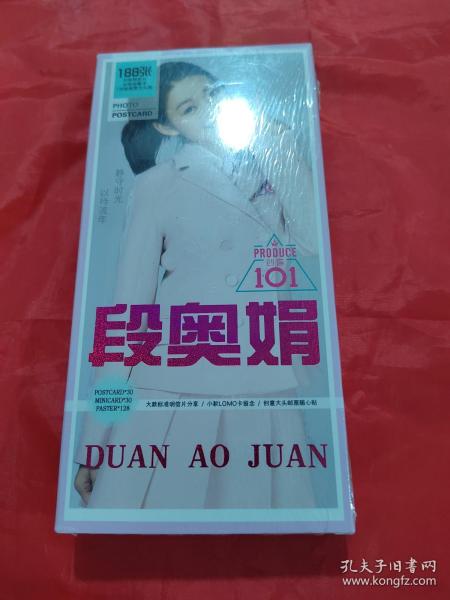 188张
PHOTO
POSTCARD
静守时光
以待流年
PRODUCE
创造
101
段奥娟
POSTCARD*30
MINICARD*30
PASTER*128
大款标准明信片分享 / 小款LOMO卡留念 / 创意大头邮票随心贴
DUAN AO JUAN
孔夫子旧书网
www.kongfz.com